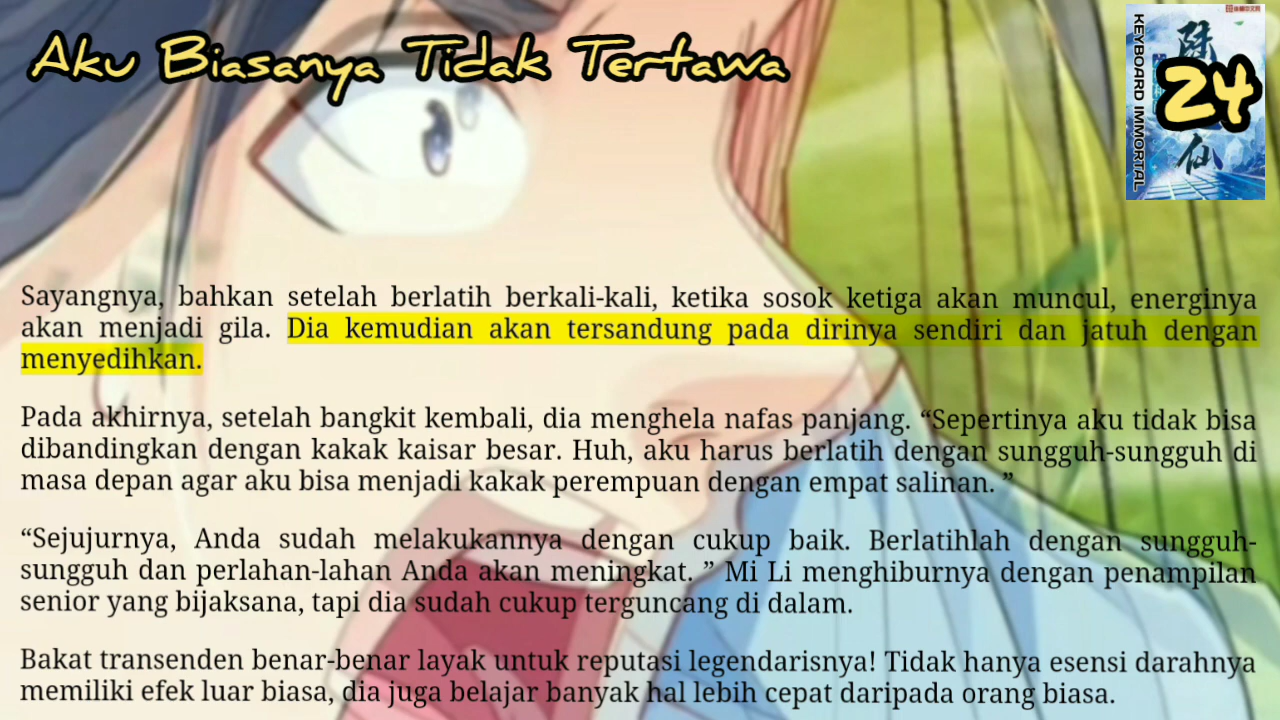 Aku Biasanya Tidak Tertawa
KEYBOARD IMMORTAL
24
仙
Sayangnya, bahkan setelah berlatih berkali-kali, ketika sosok ketiga akan muncul, energinya
akan menjadi gila. Dia kemudian akan tersandung pada dirinya sendiri dan jatuh dengan
menyedihkan.
Pada akhirnya, setelah bangkit kembali, dia menghela nafas panjang. “Sepertinya aku tidak bisa
dibandingkan dengan kakak kaisar besar. Huh, aku harus berlatih dengan sungguh-sungguh di
masa depan agar aku bisa menjadi kakak perempuan dengan empat salinan. ”
“Sejujurnya, Anda sudah melakukannya dengan cukup baik. Berlatihlah dengan sungguh-
sungguh dan perlahan-lahan Anda akan meningkat. ” Mi Li menghiburnya dengan penampilan
senior yang bijaksana, tapi dia sudah cukup terguncang di dalam.
Bakat transenden benar-benar layak untuk reputasi legendarisnya! Tidak hanya esensi darahnya
memiliki efek luar biasa, dia juga belajar banyak hal lebih cepat daripada orang biasa.